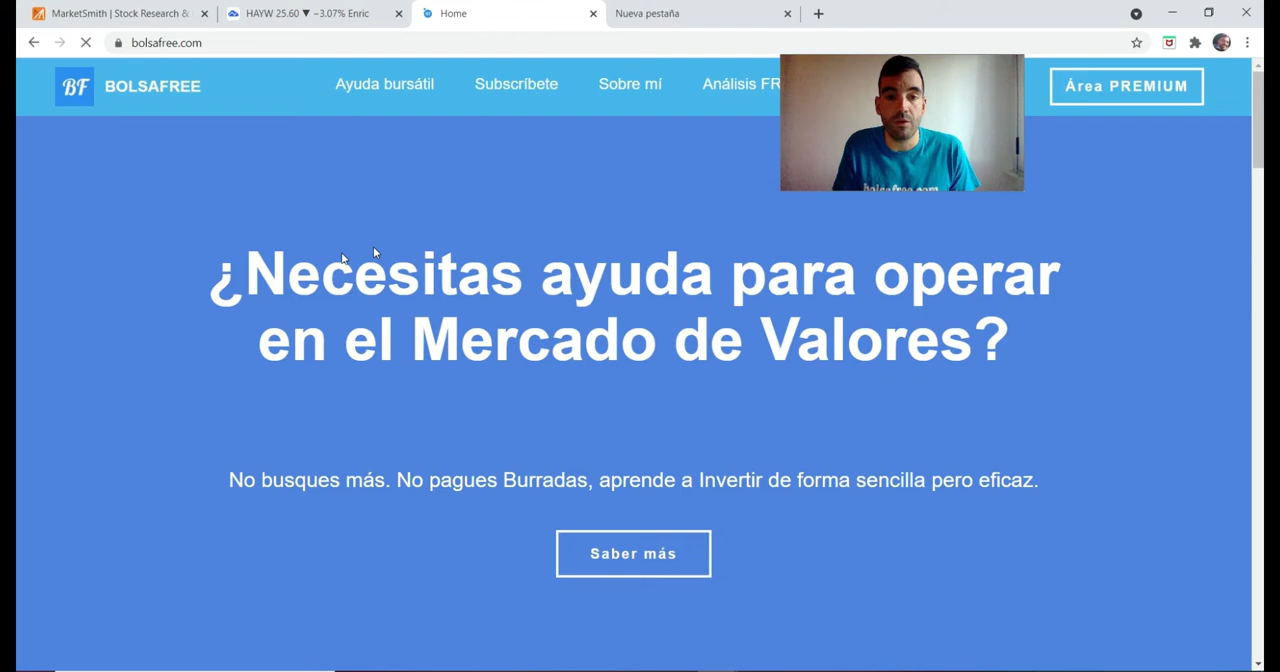 MarketSmith | Stock Research &
HAYW 25.60 ▼ −3.07% Enric
Home
Nueva pestaña
bolsafree.com
BF BOLSAFREE
Ayuda bursátil
Subscríbete
Sobre mí
Análisis FR
Área PREMIUM
bolsafree.com
¿Necesitas ayuda para operar
en el Mercado de Valores?
No busques más. No pagues Burradas, aprende a Invertir de forma sencilla pero eficaz.
Saber más